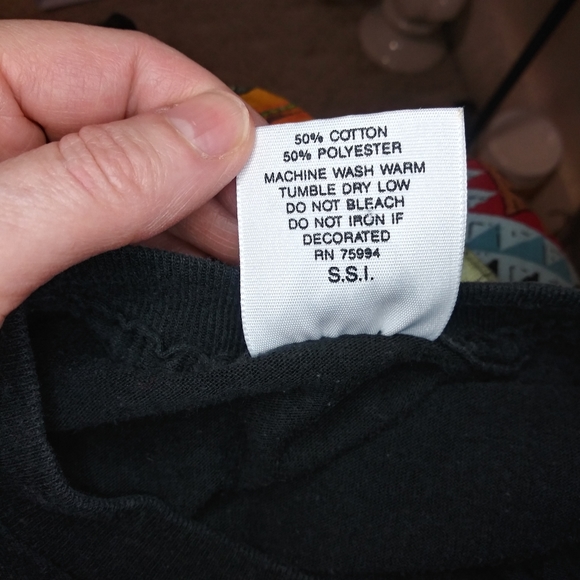 50% COTTON
50% POLYESTER
MACHINE WASH WARM
TUMBLE DRY LOW
DO NOT BLEACH
DO NOT IRON IF
DECORATED
RN 75994
S.S.I.